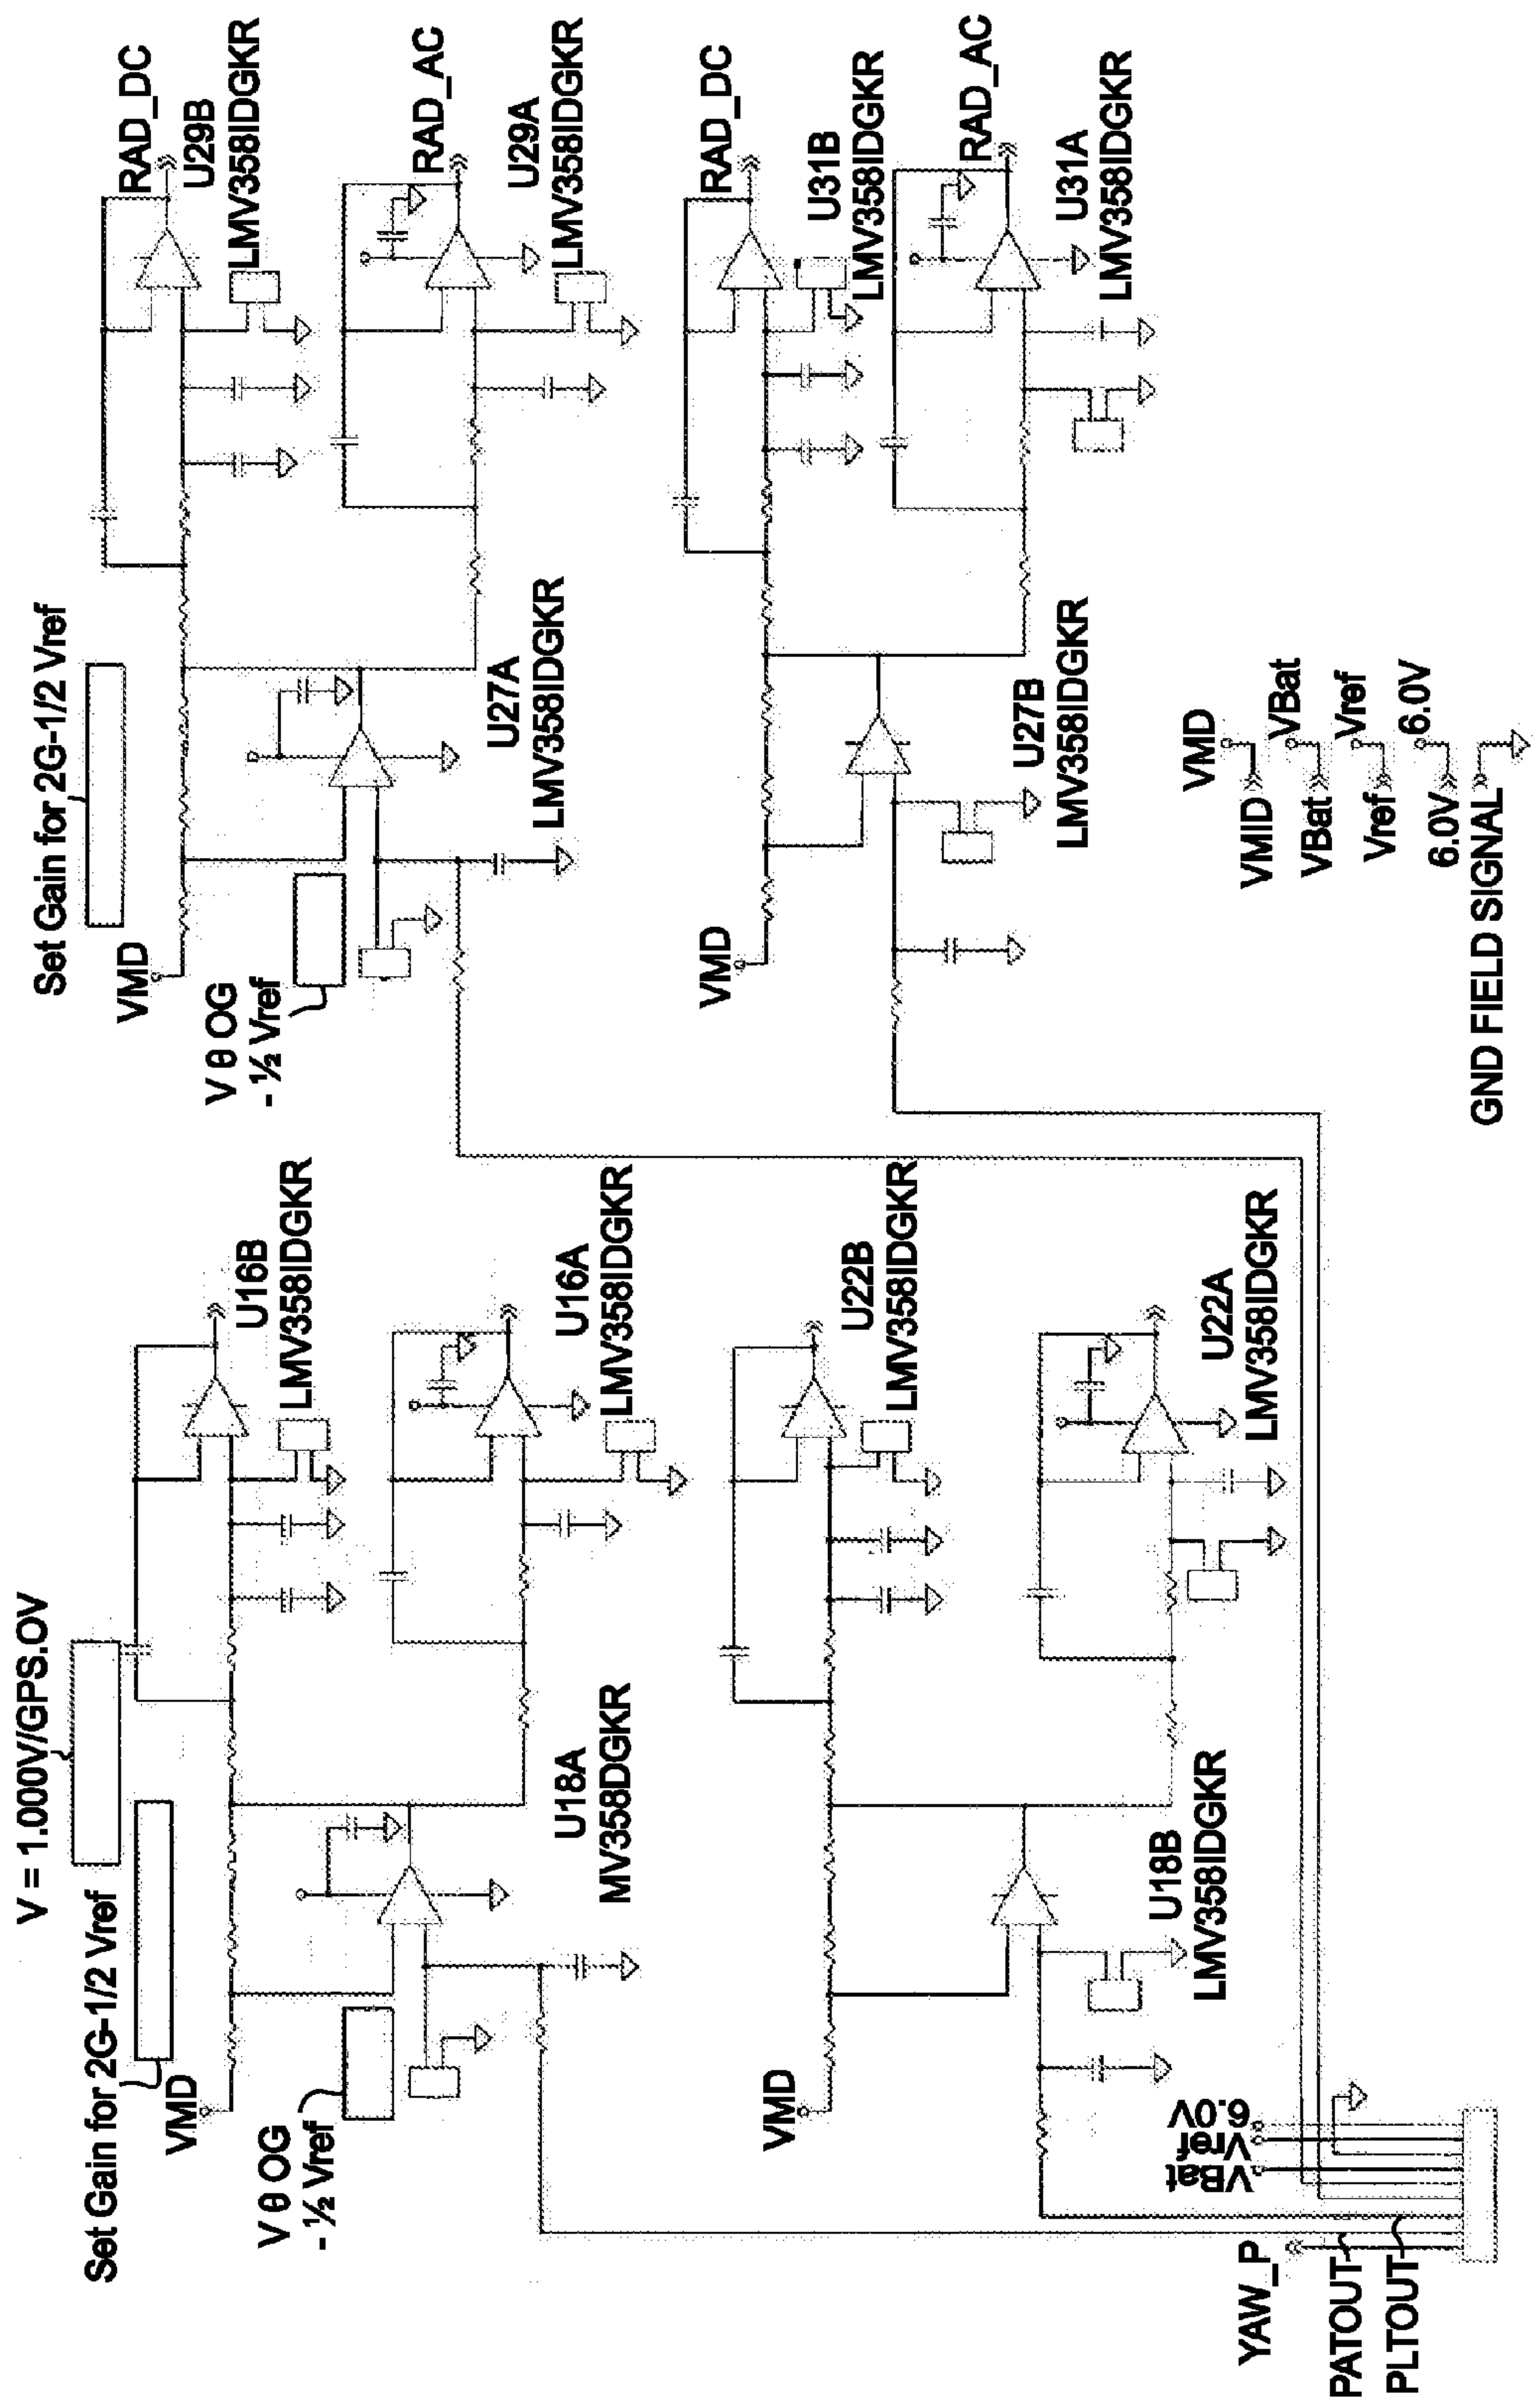 V = 1.000V/GPS.OV
Set Gain for 2G-1/2 Vref
VMD
U16B
LMV358IDGKR
V θ OG
- ½ Vref
U16A
LMV358IDGKR
U18A
MV358DGKR
VMD
U22B
LMV358IDGKR
U18B
LMV358IDGKR
U22A
LMV358IDGKR
YAW_P
PATOUT
PLTOUT
VBat
Vref
6.0V
Set Gain for 2G-1/2 Vref
VMD
RAD_DC
U29B
LMV358IDGKR
V θ OG
- ½ Vref
RAD_AC
U29A
LMV358IDGKR
U27A
LMV358IDGKR
VMD
RAD_DC
U31B
LMV358IDGKR
RAD_AC
U31A
LMV358IDGKR
U27B
LMV358IDGKR
VMD
VMID
VBat
VBat
Vref
Vref
6.0V
6.0V
GND FIELD SIGNAL